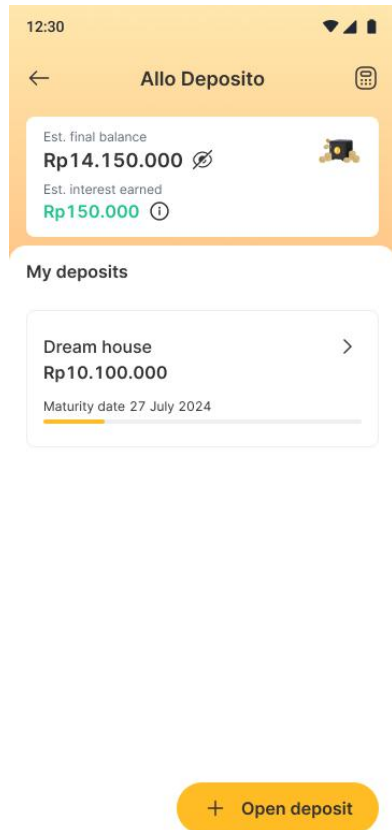 12:30
Allo Deposito
Est. final balance
Rp14.150.000
Est. interest earned
Rp150.000
My deposits
Dream house
Rp10.100.000
Maturity date 27 July 2024
+ Open deposit